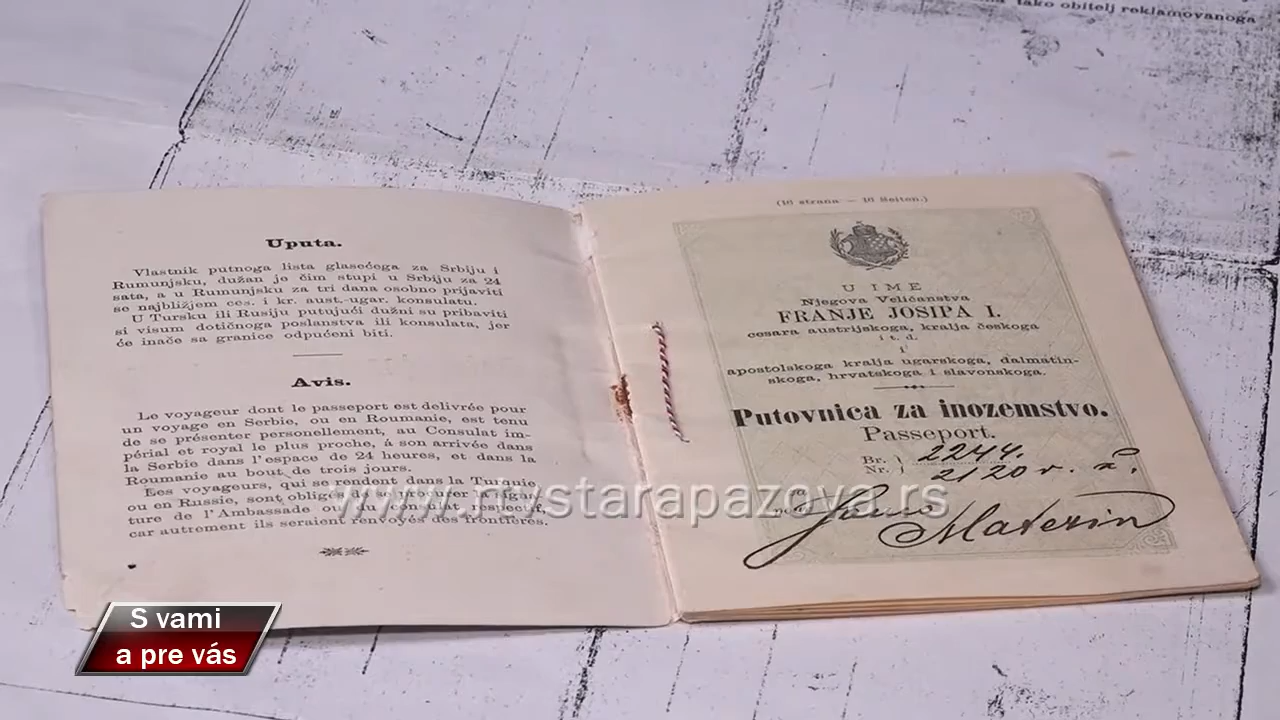 tako obitelj reklamovanoga
Uputa.
Vlastnik putnoga lista glasećega za Srbiju i
Rumunjsku, dužan je čim stupi u Srbiju za 24
sata, a u Rumunjsku za tri dana osobno prijaviti
se najbližjem ces. i kr. aust.-ugar. konsulatu.
U Tursku ili Rusiju putujući dužni su pribaviti
si visum dotičnoga poslanstva ili konsulata, jer
će inače sa granice odpućeni biti.
Avis.
Le voyageur dont le passeport est delivrée pour
un voyage en Serbie, ou en Roumanie, est tenu
de se présenter personellement, au Consulat im-
périal et royal le plus proche, á son arrivée dans
la Serbie dans l'espace de 24 heures, et dans la
Roumanie au bout de trois jours.
Les voyageurs, qui se rendent dans la Turquie
ou en Russie, sont obligés de se procurer la signa-
ture de l'Ambassade ou du Consulat respectif,
car autrement ils seraient renvoyés des frontières.
(16 strana — 16 Seiten.)
U IME
Njegova Veličanstva
FRANJE JOSIPA I.
cesara austrijskoga, kralja českoga
i t. d.
i
apostolskoga kralja ugarskoga, dalmatin-
skoga, hrvatskoga i slavonskoga.
Putovnica za inozemstvo.
Passeport.
Br. } 2244.
Nr. } 2120 v. ž.
Materin
www.rtvstarapazova.rs
S vami
a pre vás